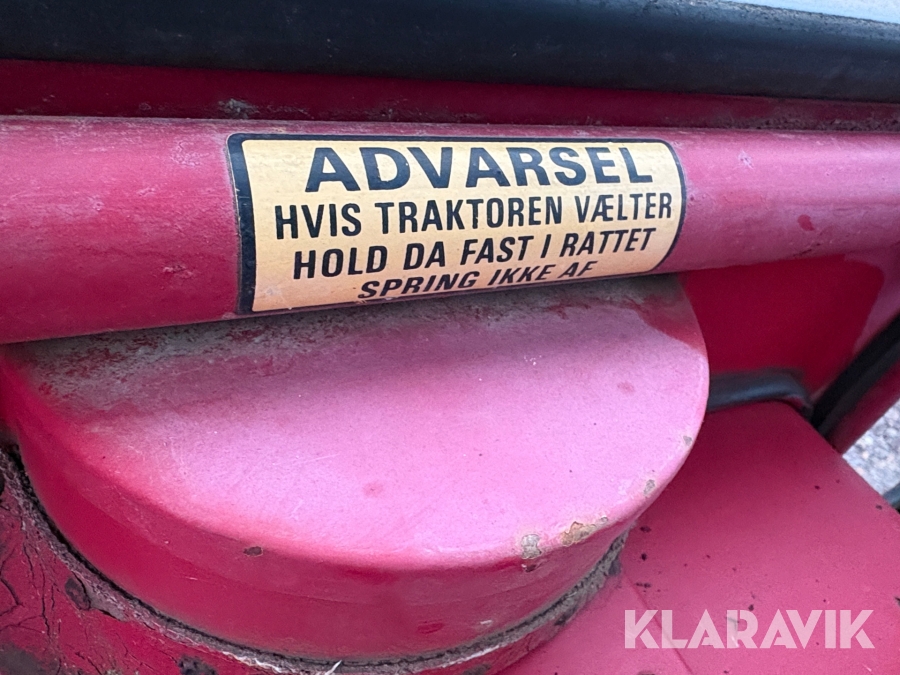 ADVARSEL
HVIS TRAKTOREN VÆLTER
HOLD DA FAST I RATTET
SPRING IKKE AF
KLARAVIK